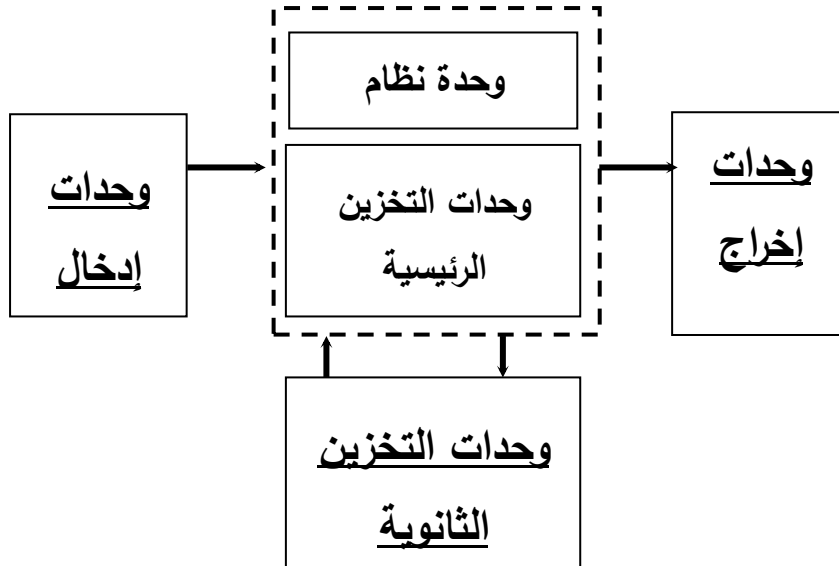 وحدة نظام
وحدات التخزين
الرئيسية
وحدات
إخراج
وحدات
إدخال
وحدات التخزين
الثانوية